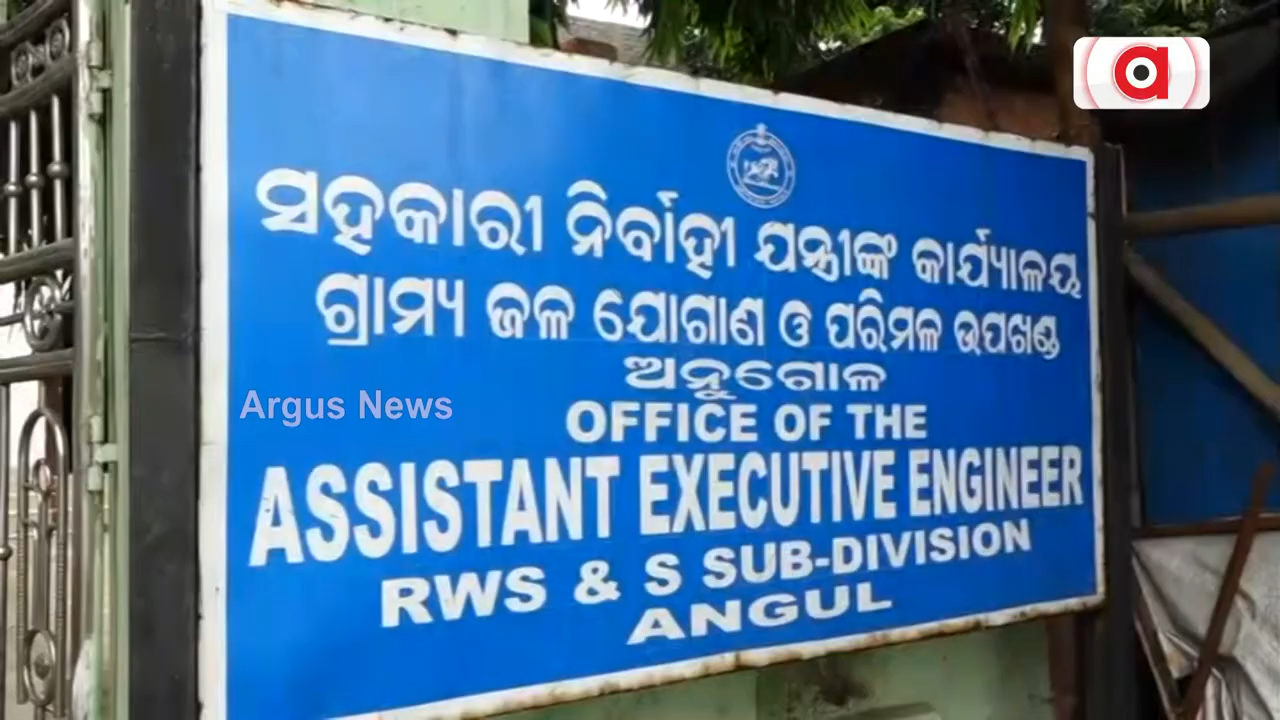 ସହକାରୀ ନିର୍ବାହୀ ଯନ୍ତ୍ରୀଙ୍କ କାର୍ଯ୍ୟାଳୟ
ଗ୍ରାମ୍ୟ ଜଳ ଯୋଗାଣ ଓ ପରିମଳ ଉପଖଣ୍ଡ
ଅନୁଗୋଳ
Argus News
OFFICE OF THE
ASSISTANT EXECUTIVE ENGINEER
RWS & S SUB-DIVISION
ANGUL
a